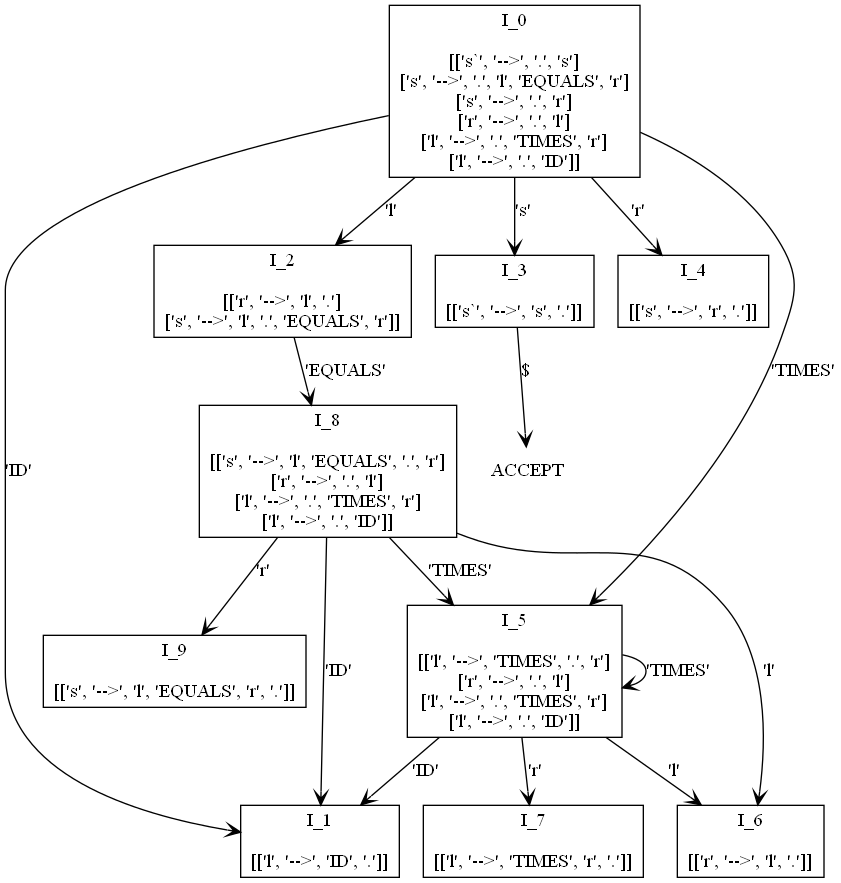 I_0
[['s`', '-->', '.', 's']
['s', '-->', '.', 'l', 'EQUALS', 'r']
['s', '-->', '.', 'r']
['r', '-->', '.', 'l']
['l', '-->', '.', 'TIMES', 'r']
['l', '-->', '.', 'ID']]
'l'
's'
'r'
I_2
[['r', '-->', 'l', '.']
['s', '-->', 'l', '.', 'EQUALS', 'r']]
I_3
[['s`', '-->', 's', '.']]
I_4
[['s', '-->', 'r', '.']]
'EQUALS'
$
'TIMES'
I_8
[['s', '-->', 'l', 'EQUALS', '.', 'r']
['r', '-->', '.', 'l']
['l', '-->', '.', 'TIMES', 'r']
['l', '-->', '.', 'ID']]
ACCEPT
'ID'
'r'
'TIMES'
I_9
[['s', '-->', 'l', 'EQUALS', 'r', '.']]
'ID'
I_5
[['l', '-->', 'TIMES', '.', 'r']
['r', '-->', '.', 'l']
['l', '-->', '.', 'TIMES', 'r']
['l', '-->', '.', 'ID']]
'TIMES'
'l'
'ID'
'r'
'l'
I_1
[['l', '-->', 'ID', '.']]
I_7
[['l', '-->', 'TIMES', 'r', '.']]
I_6
[['r', '-->', 'l', '.']]